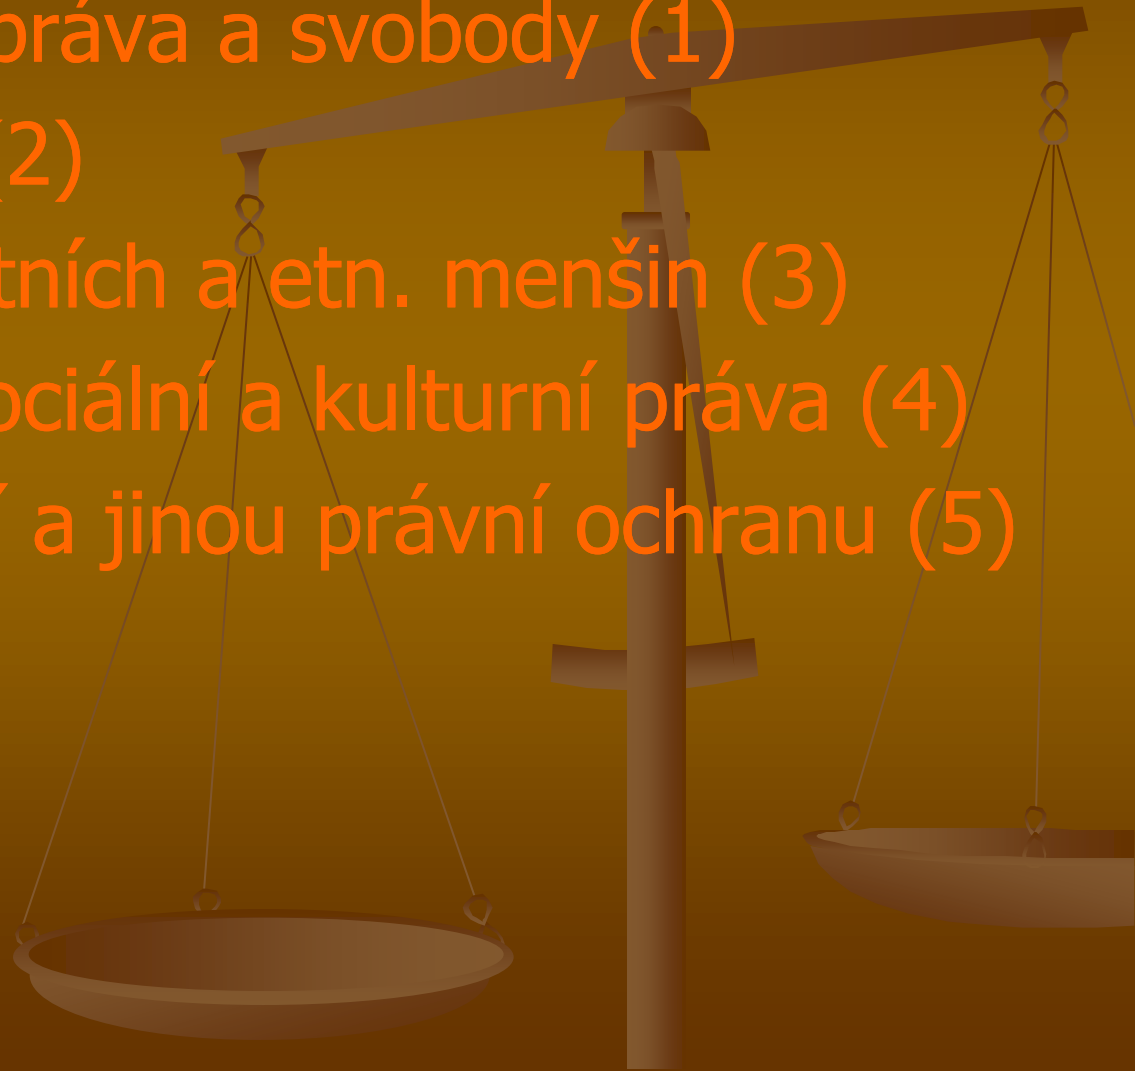 práva a svobody (1)
(2)
tních a etn. menšin (3)
ociální a kulturní práva (4)
í a jinou právní ochranu (5)